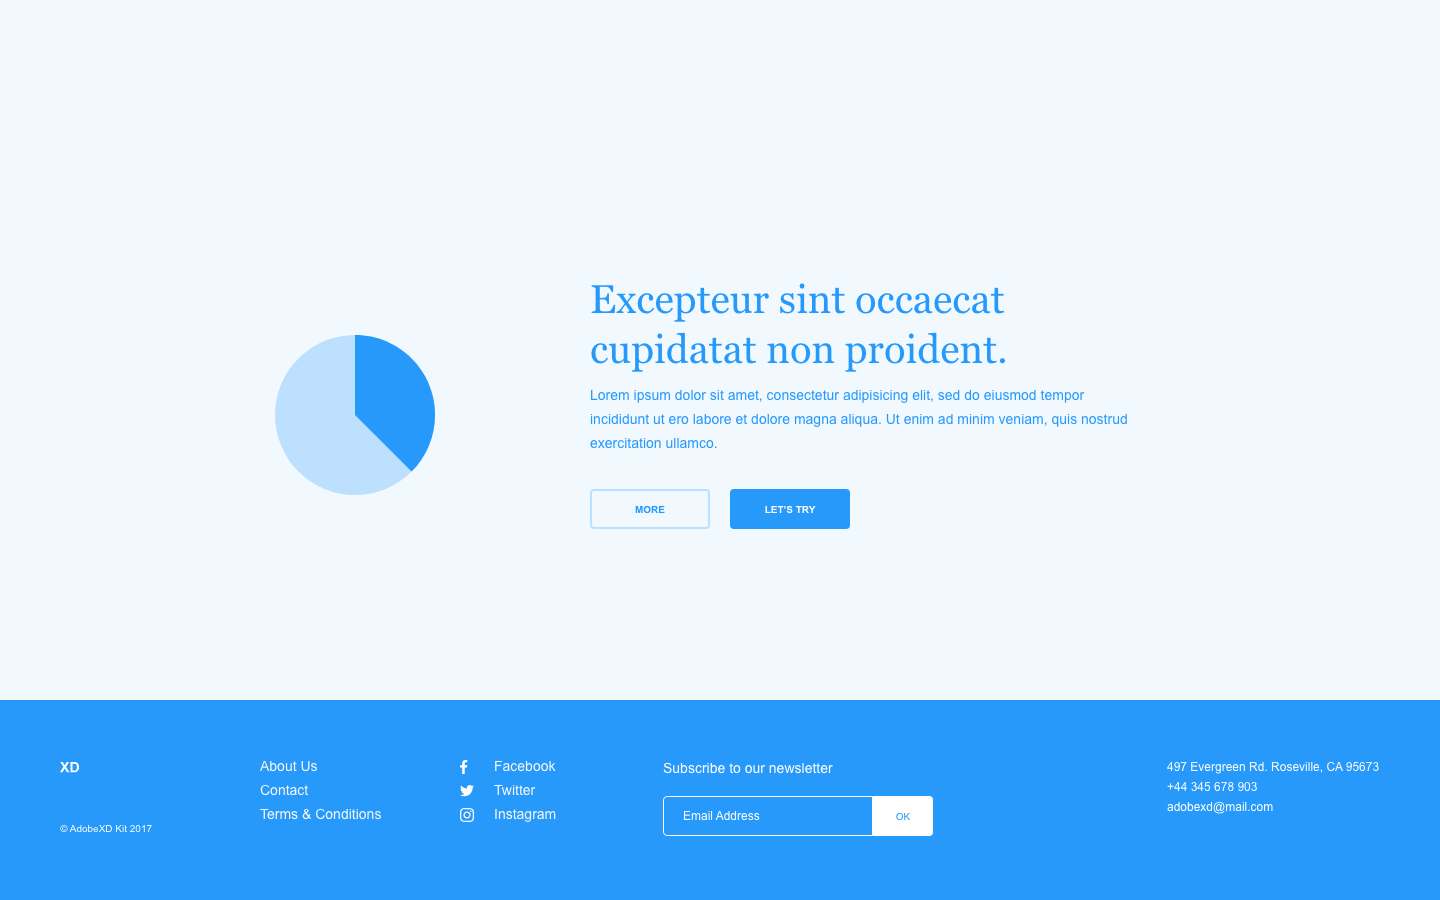 Excepteur sint occaecat
cupidatat non proident.
Lorem ipsum dolor sit amet, consectetur adipisicing elit, sed do eiusmod tempor
incididunt ut ero labore et dolore magna aliqua. Ut enim ad minim veniam, quis nostrud
exercitation ullamco.
MORE
LET'S TRY
XD
© AdobeXD Kit 2017
About Us
Contact
Terms & Conditions
Facebook
Twitter
Instagram
Subscribe to our newsletter
Email Address
OK
497 Evergreen Rd. Roseville, CA 95673
+44 345 678 903
adobexd@mail.com